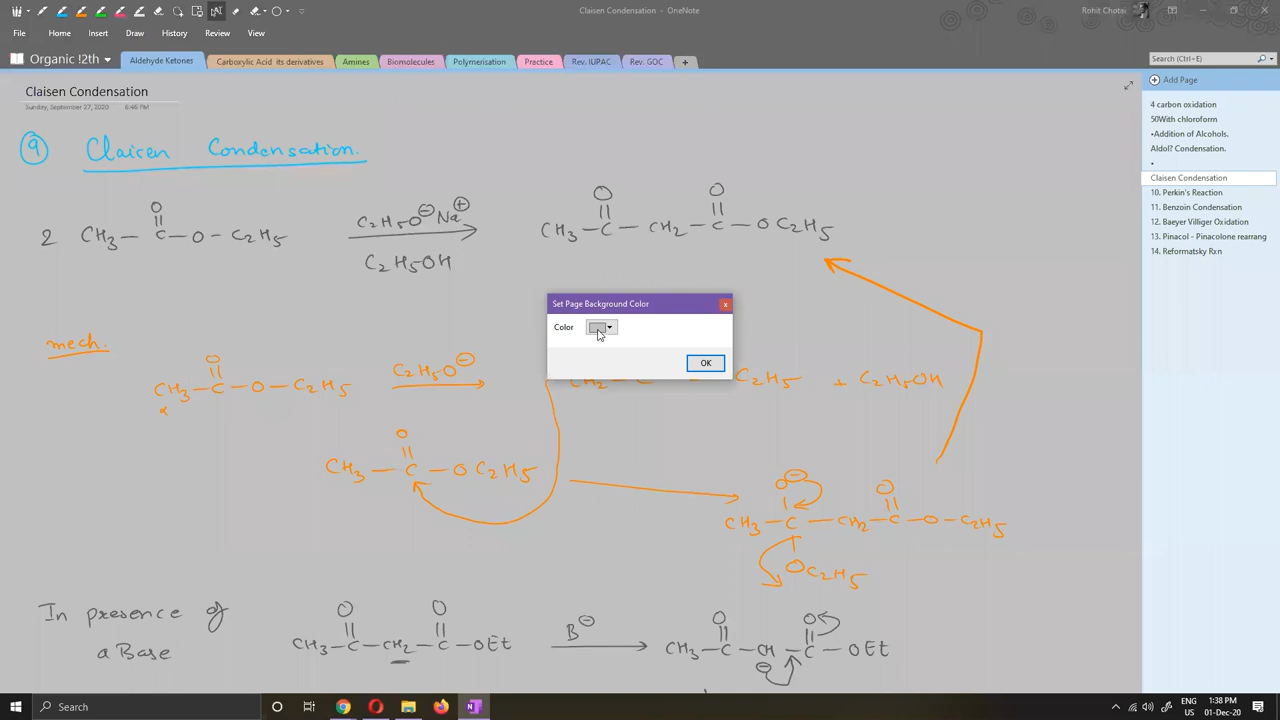 Claisen Condensation - OneNote
Rohit Chotai
File Home Insert Draw History Review View
Organic !2th Aldehyde Ketones Carboxylic Acid its derivatives Amines Biomolecules Polymerisation Practice Rev. IUPAC Rev. GOC +
Search (Ctrl+E)
Add Page
4 carbon oxidation
50With chloroform
•Addition of Alcohols.
Aldol? Condensation.
•
Claisen Condensation
10. Perkin's Reaction
11. Benzoin Condensation
12. Baeyer Villiger Oxidation
13. Pinacol - Pinacolone rearrang
14. Reformatsky Rxn
Claisen Condensation
Sunday, September 27, 2020 6:46 PM
9 Claisen Condensation.
O O O
2 CH3 — C — O — C2H5 C2H5O⊖Na⊕ CH3 — C — CH2 — C — OC2H5
C2H5OH
Set Page Background Color
x
Color
OK
mech.
O
CH3 — C — O — C2H5 C2H5O⊖ C2H5 + C2H5OH
α
O
CH3 — C — OC2H5
O⊖ O
CH3 — C — CH2 — C — O — C2H5
OC2H5
In presence of
a Base
O O O O
CH3 — C — CH2 — C — OEt B⊖ CH3 — C — CH — C — OEt
⊖
Search
ENG
US
1:38 PM
01-Dec-20